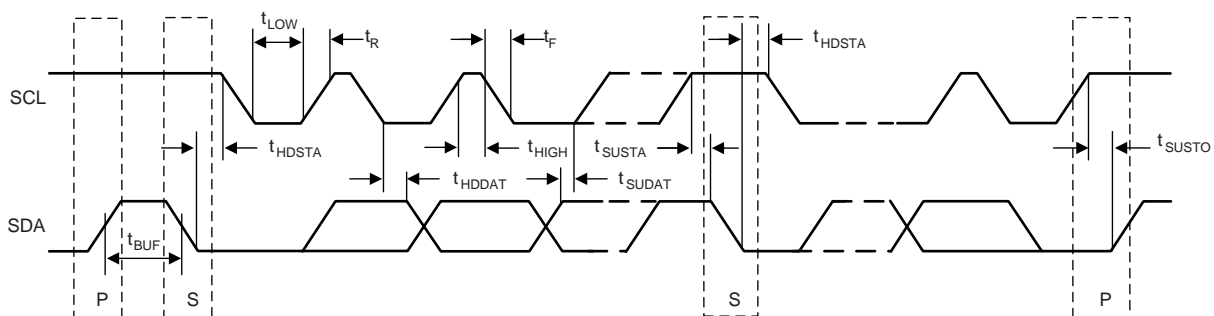 tLOW
tR
tF
tHDSTA
SCL
tHDSTA
tHIGH
tSUSTA
tSUSTO
tHDDAT
tSUDAT
SDA
tBUF
P
S
S
P